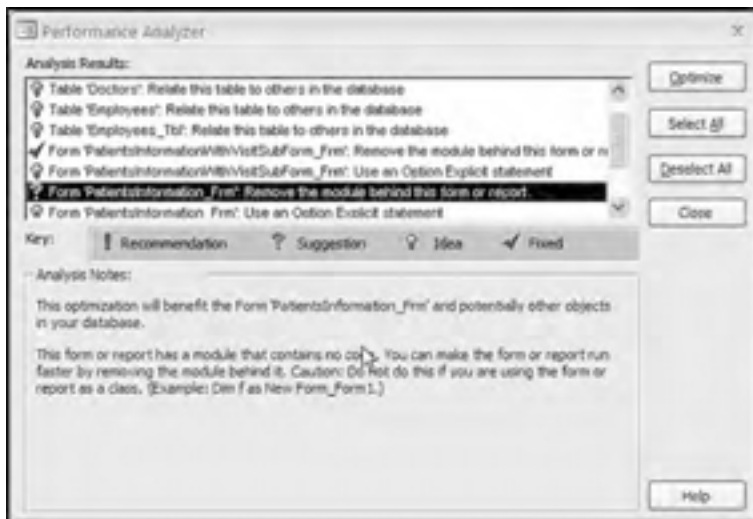 Performance Analyzer
Analysis Results:
Table 'Doctors': Relate this table to others in the database
Table 'Employees': Relate this table to others in the database
Table 'Employees_Tbl': Relate this table to others in the database
Form 'PatientsInformationWithVisitSubForm_Frm': Remove the module behind this form or r
Form 'PatientsInformationWithVisitSubForm_Frm': Use an Option Explicit statement
Form 'PatientsInformation_Frm': Remove the module behind this form or report.
Form 'PatientsInformation_Frm': Use an Option Explicit statement
Optimize
Select All
Deselect All
Close
Key: Recommendation Suggestion Idea Fixed
Analysis Notes:
This optimization will benefit the Form 'PatientsInformation_Frm' and potentially other objects
in your database.
This form or report has a module that contains no You can make the form or report run
faster by removing the module behind it. Caution: Do not do this if you are using the form or
report as a class. (Example: Dim f as New Form_Form1.)
Help